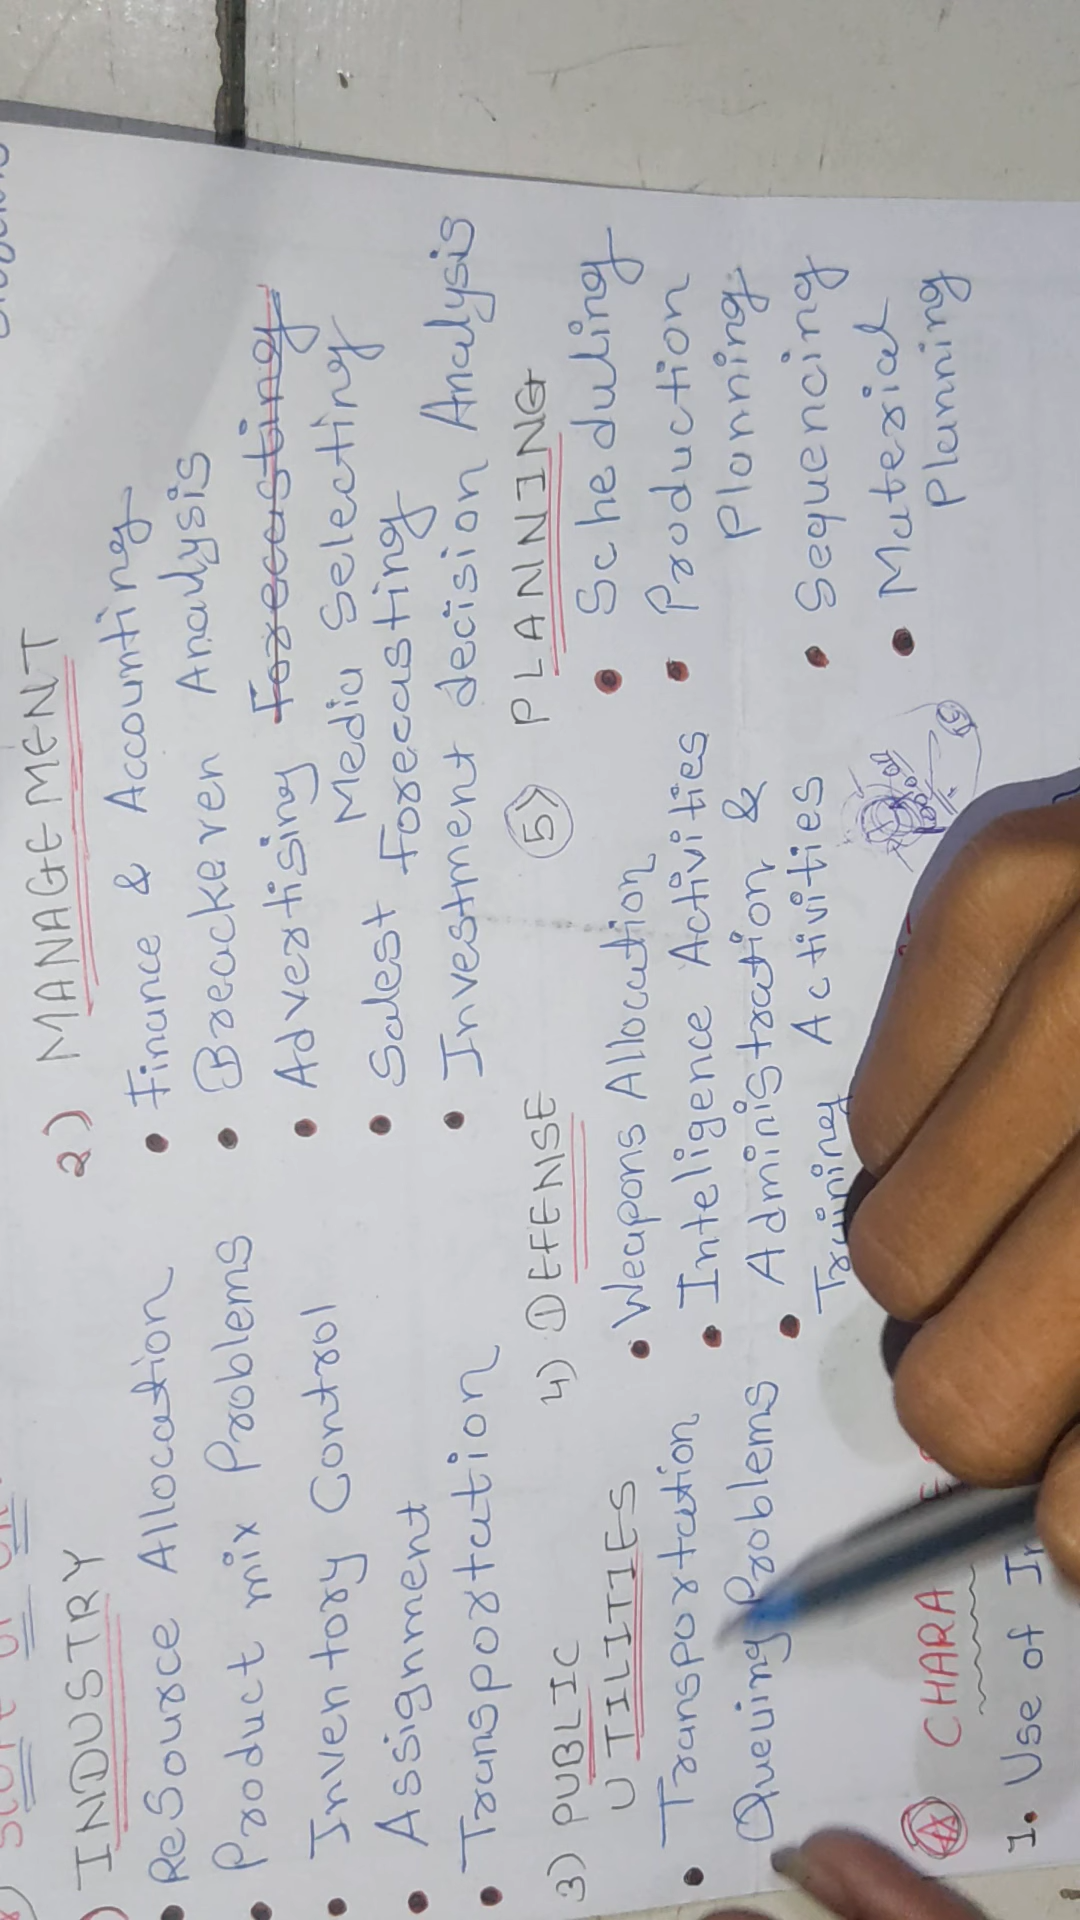 SCOPE OF OR
1) INDUSTRY
• ReSource Allocation
• Product mix Problems
• Inventory Control
• Assignment
• Transportation
2) MANAGEMENT
• Finance & Accounting
• Breackeven Analysis
• Advertising Forecasting
Media Selecting
• Salest Forecasting
• Investment decision Analysis
3) PUBLIC
UTILITIES
• Transportation
Queuing Problems
4) DEFENSE
• Weapons Allocation
• Inteligence Activities
• Administration &
Training Activities
5) PLANNING
• Scheduling
• Production
Planning
• Sequencing
• Material
Planning
CHARA
1. Use of